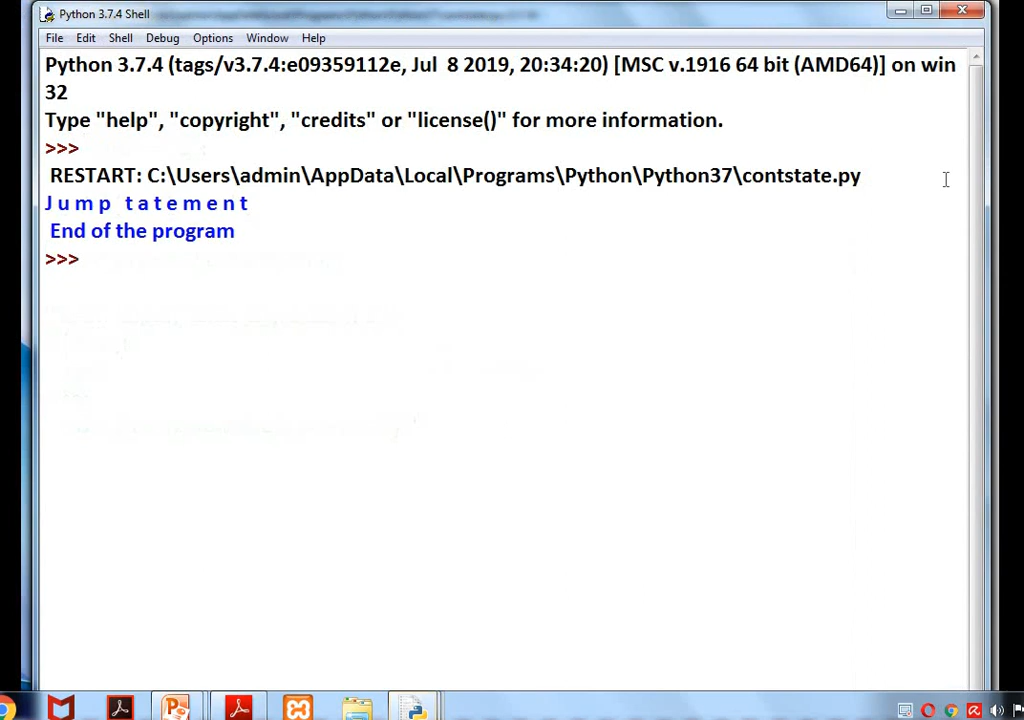 Python 3.7.4 Shell
File Edit Shell Debug Options Window Help
Python 3.7.4 (tags/v3.7.4:e09359112e, Jul  8 2019, 20:34:20) [MSC v.1916 64 bit (AMD64)] on win
32
Type "help", "copyright", "credits" or "license()" for more information.
>>>
RESTART: C:\Users\admin\AppData\Local\Programs\Python\Python37\contstate.py
J u m p   t a t e m e n t
End of the program
>>>